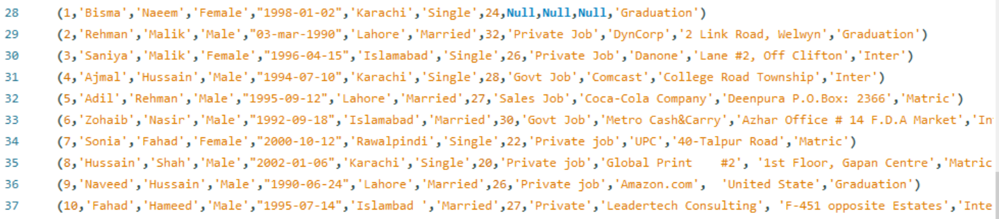 28 (1,'Bisma','Naeem','Female',"1998-01-02",'Karachi','Single',24,Null,Null,Null,'Graduation')
29 (2,'Rehman','Malik','Male',"03-mar-1990",'Lahore','Married',32,'Private Job','DynCorp','2 Link Road, Welwyn','Graduation')
30 (3,'Saniya','Malik','Female',"1996-04-15",'Islamabad','Single',26,'Private Job','Danone','Lane #2, Off Clifton','Inter')
31 (4,'Ajmal','Hussain','Male',"1994-07-10",'Karachi','Single',28,'Govt Job','Comcast','College Road Township','Inter')
32 (5,'Adil','Rehman','Male',"1995-09-12",'Lahore','Married',27,'Sales Job','Coca-Cola Company','Deenpura P.O.Box: 2366','Matric')
33 (6,'Zohaib','Nasir','Male',"1992-09-18",'Islamabad','Married',30,'Govt Job','Metro Cash&Carry','Azhar Office # 14 F.D.A Market','In
34 (7,'Sonia','Fahad','Female',"2000-10-12",'Rawalpindi','Single',22,'Private job','UPC','40-Talpur Road','Matric')
35 (8,'Hussain','Shah','Male',"2002-01-06",'Karachi','Single',20,'Private job','Global Print    #2', '1st Floor, Gapan Centre','Matric
36 (9,'Naveed','Hussain','Male',"1990-06-24",'Lahore','Married',26,'Private job','Amazon.com',  'United State','Graduation')
37 (10,'Fahad','Hameed','Male',"1995-07-14",'Islambad ','Married',27,'Private','Leadertech Consulting', 'F-451 opposite Estates','Inte